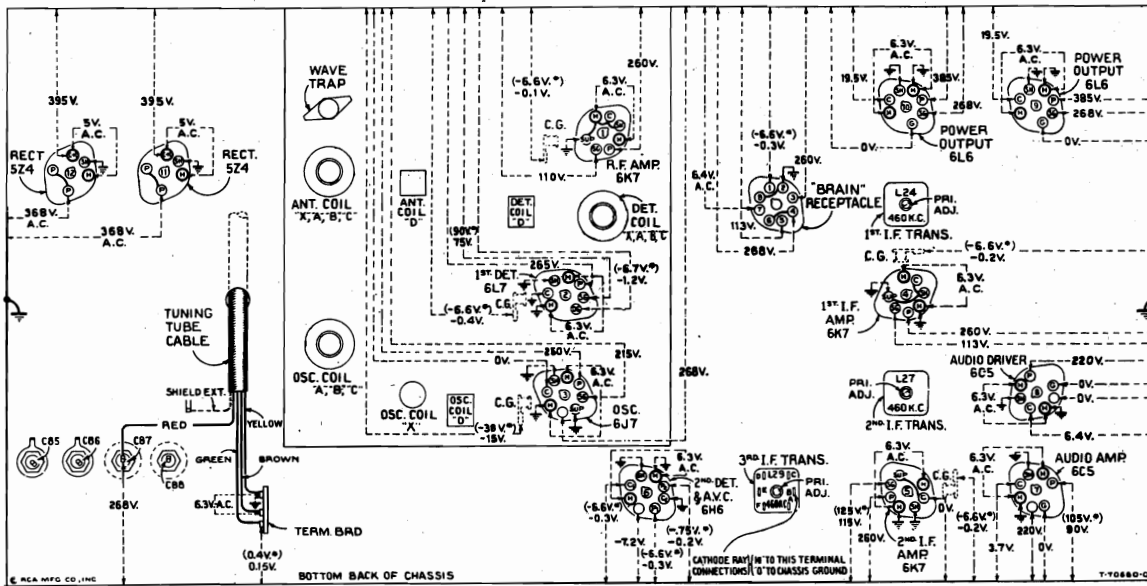 395V.
395V.
5V.
A.C.
5V.
A.C.
RECT
5Z4
12
11
RECT.
5Z4
368V.
A.C.
368V.
A.C.
WAVE
TRAP
ANT. COIL
"X,A,B,C"
ANT.
COIL
"D"
DET.
COIL
"D"
DET.
COIL
"X,A,B,C"
(-6.6V.*)
-0.1V.
6.3V.
A.C.
260V.
C.G.
110V.
R.F. AMP.
6K7
(90V.*)
75V.
1ST. DET.
6L7
265V.
(-6.7V.*)
-1.2V.
C.G.
(-6.6V.*)
-0.4V.
6.3V.
A.C.
TUNING
TUBE
CABLE
SHIELD EXT.
RED
YELLOW
GREEN
BROWN
6.3V. A.C.
TERM. BRD
(0.4V.*)
0.15V.
C85
C86
C87
C88
268V.
OSC. COIL
"A,B,C"
OSC. COIL
"X"
OSC.
COIL
"D"
C.G.
(-38V.*)
-15V.
0V.
260V.
6.3V.
A.C.
215V.
OSC.
6J7
268V.
6.4V.
A.C.
(-6.6V.*)
-0.3V.
260V.
"BRAIN"
RECEPTACLE
113V.
268V.
19.5V.
6.3V.
A.C.
385V.
268V.
0V.
POWER
OUTPUT
6L6
19.5V.
6.3V.
A.C.
POWER
OUTPUT
6L6
385V.
268V.
0V.
L24
460 K.C.
PRI.
ADJ.
1ST. I.F. TRANS.
C.G.
(-6.6V.*)
-0.2V.
6.3V.
A.C.
1ST. I.F.
AMP.
6K7
260V.
113V.
AUDIO DRIVER
6C5
220V.
0V.
0V.
6.3V.
A.C.
6.4V.
PRI.
ADJ.
L27
460 K.C.
2ND. I.F. TRANS.
6.3V.
A.C.
2ND. DET.
& A.V.C.
6H6
(-6.6V.*)
-0.3V.
-7.2V.
(-.75V.*)
-0.2V.
(-6.6V.*)
-0.3V.
3RD I.F. TRANS.
L29
460K.C.
PRI.
ADJ.
6.3V.
A.C.
C.G.
0V.
(125V.*)
115V.
260V.
2ND. I.F.
AMP.
6K7
(-6.6V.*)
-0.2V.
6.3V.
A.C.
AUDIO AMP.
6C5
3.7V.
220V.
0V.
(105V.*)
90V.
CATHODE RAY
CONNECTIONS
"K" TO THIS TERMINAL
"O" TO CHASSIS GROUND
© RCA MFG CO., INC
BOTTOM BACK OF CHASSIS